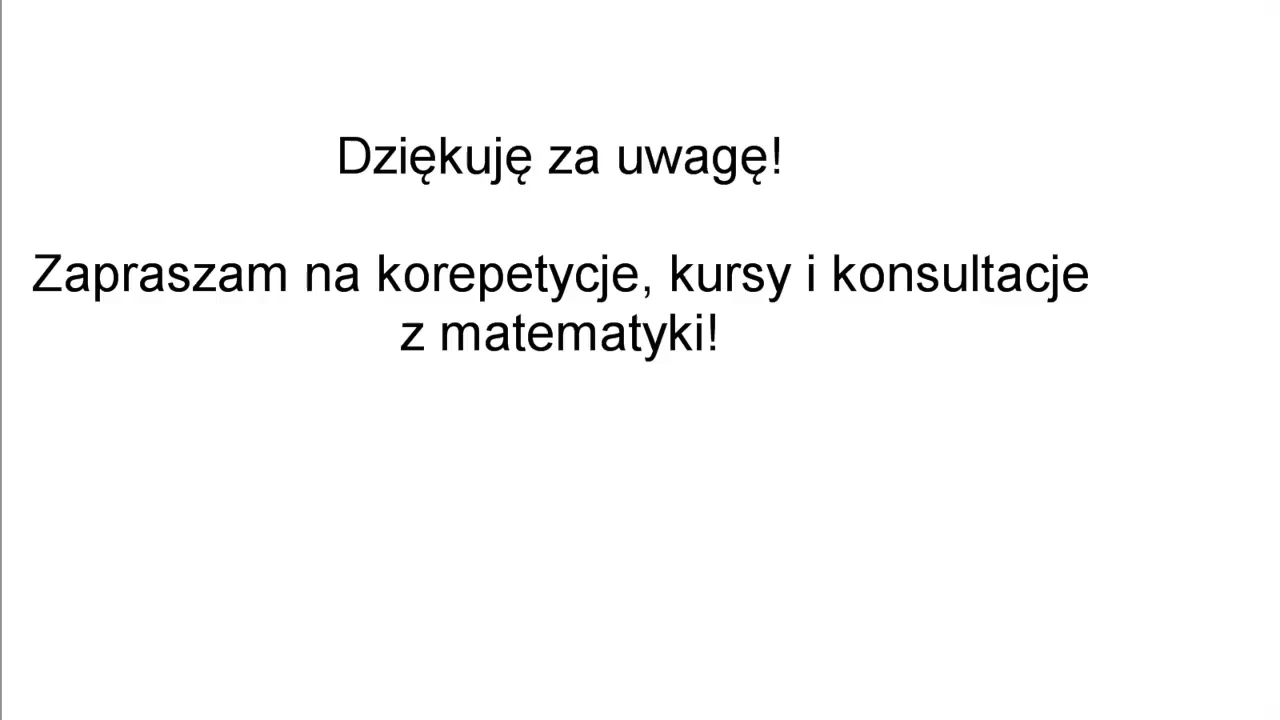 Dziękuję za uwagę!
Zapraszam na korepetycje, kursy i konsultacje
z matematyki!